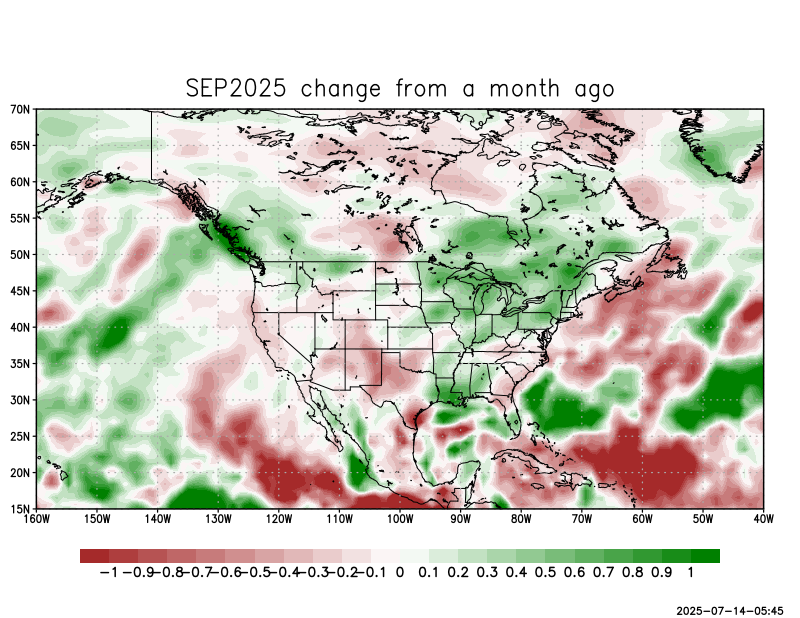 SEP2025 change from a month ago
70N
65N
60N
55N
50N
45N
40N
35N
30N
25N
20N
15N
160W 150W 140W 130W 120W 110W 100W 90W 80W 70W 60W 50W 40W
-1 -0.9 -0.8 -0.7 -0.6 -0.5 -0.4 -0.3 -0.2 -0.1 0 0.1 0.2 0.3 0.4 0.5 0.6 0.7 0.8 0.9 1
2025-07-14-05:45